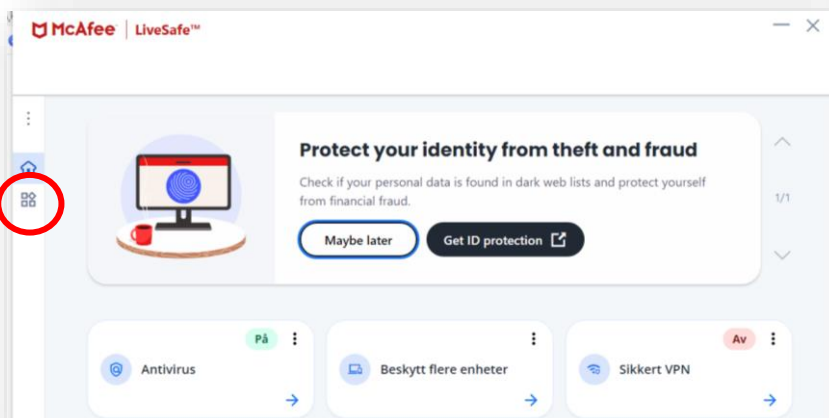 McAfee | LiveSafe™
Protect your identity from theft and fraud
Check if your personal data is found in dark web lists and protect yourself
from financial fraud.
1/1
Maybe later
Get ID protection
På
Av
Antivirus
Beskytt flere enheter
Sikkert VPN